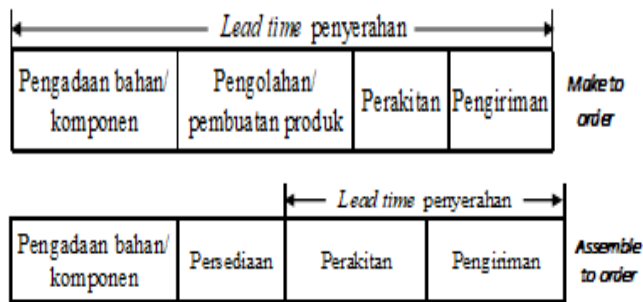 Lead time penyerahan
Pengadaan bahan/
komponen
Pengolahan/
pembuatan produk
Perakitan
Pengiriman
Make to
order
Lead time penyerahan
Pengadaan bahan/
komponen
Persediaan
Perakitan
Pengiriman
Assemble
to order